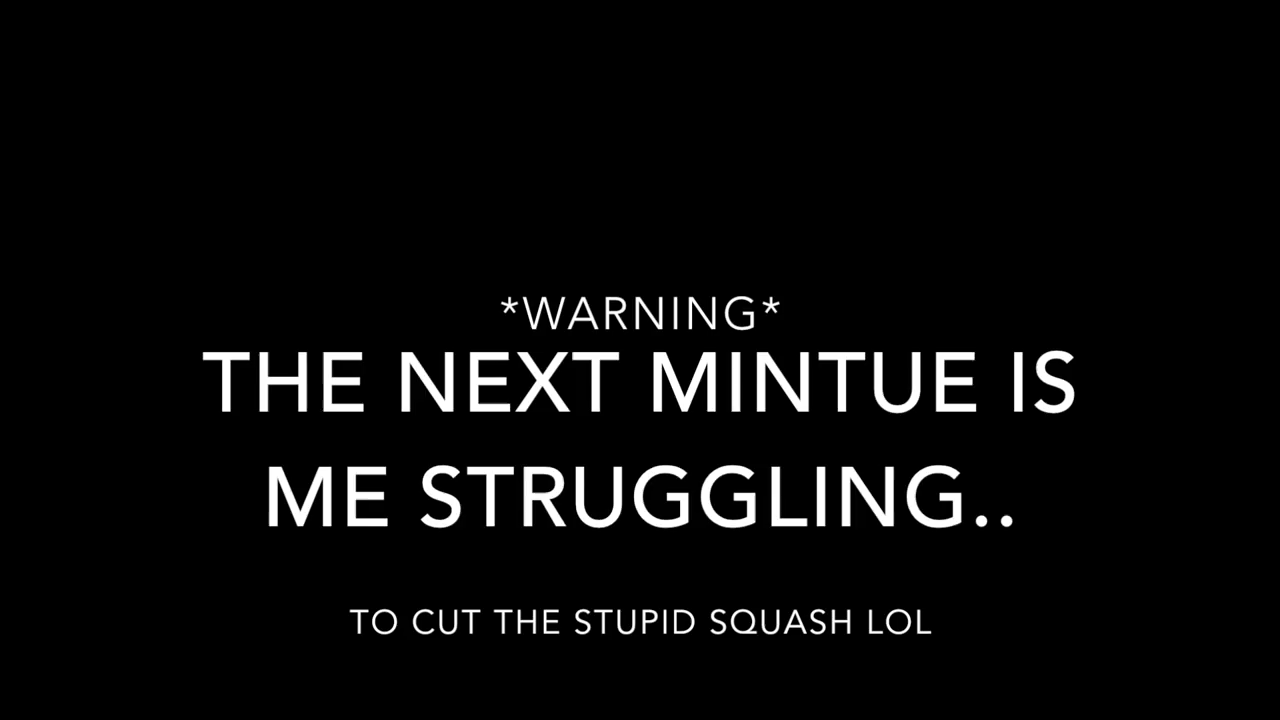 *WARNING*
THE NEXT MINTUE IS
ME STRUGGLING..
TO CUT THE STUPID SQUASH LOL